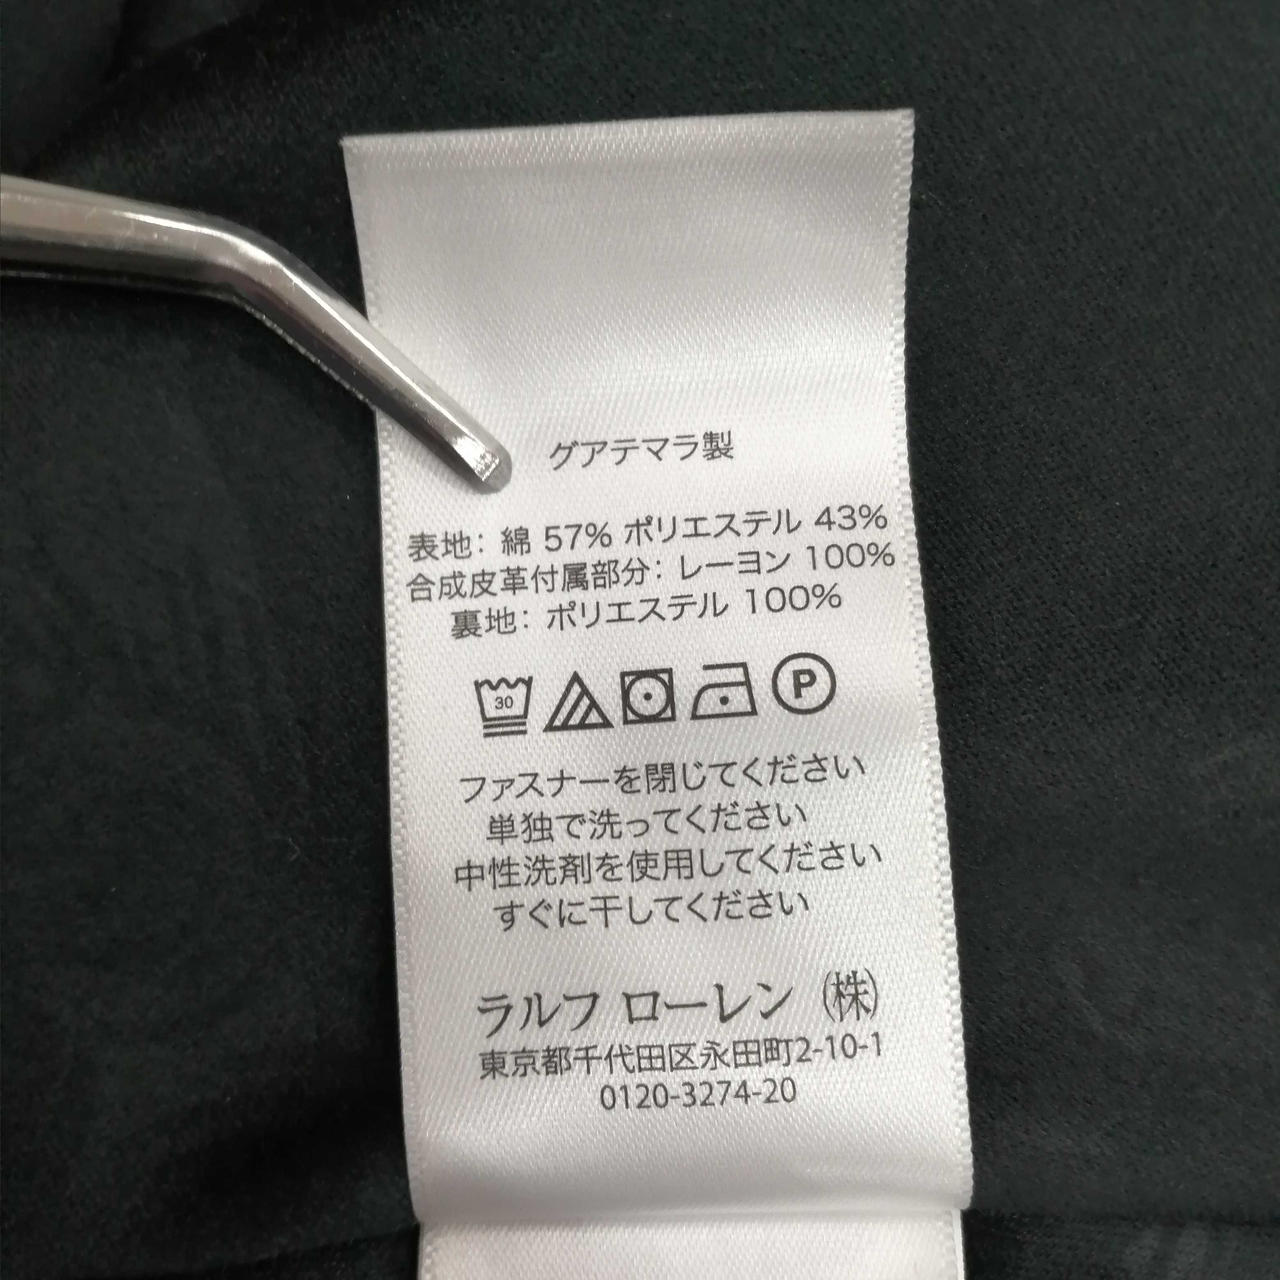 グアテマラ製
表地: 綿 57% ポリエステル 43%
合成皮革付属部分: レーヨン 100%
裏地: ポリエステル 100%
30 P
ファスナーを閉じてください
単独で洗ってください
中性洗剤を使用してください
すぐに干してください
ラルフ ローレン (株)
東京都千代田区永田町2-10-1
0120-3274-20